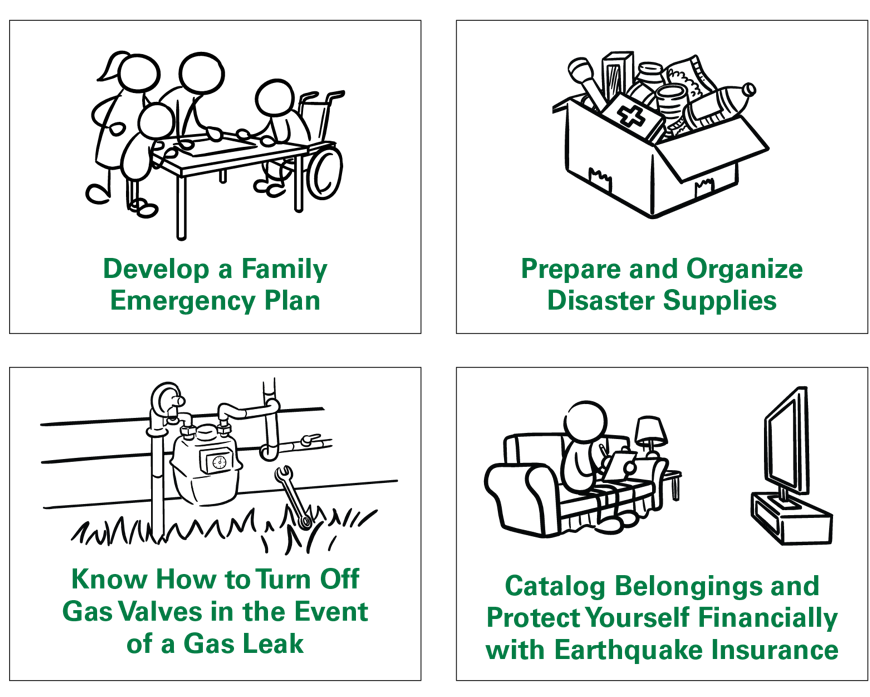 Develop a Family
Emergency Plan
Prepare and Organize
Disaster Supplies
Know How to Turn Off
Gas Valves in the Event
of a Gas Leak
Catalog Belongings and
Protect Yourself Financially
with Earthquake Insurance